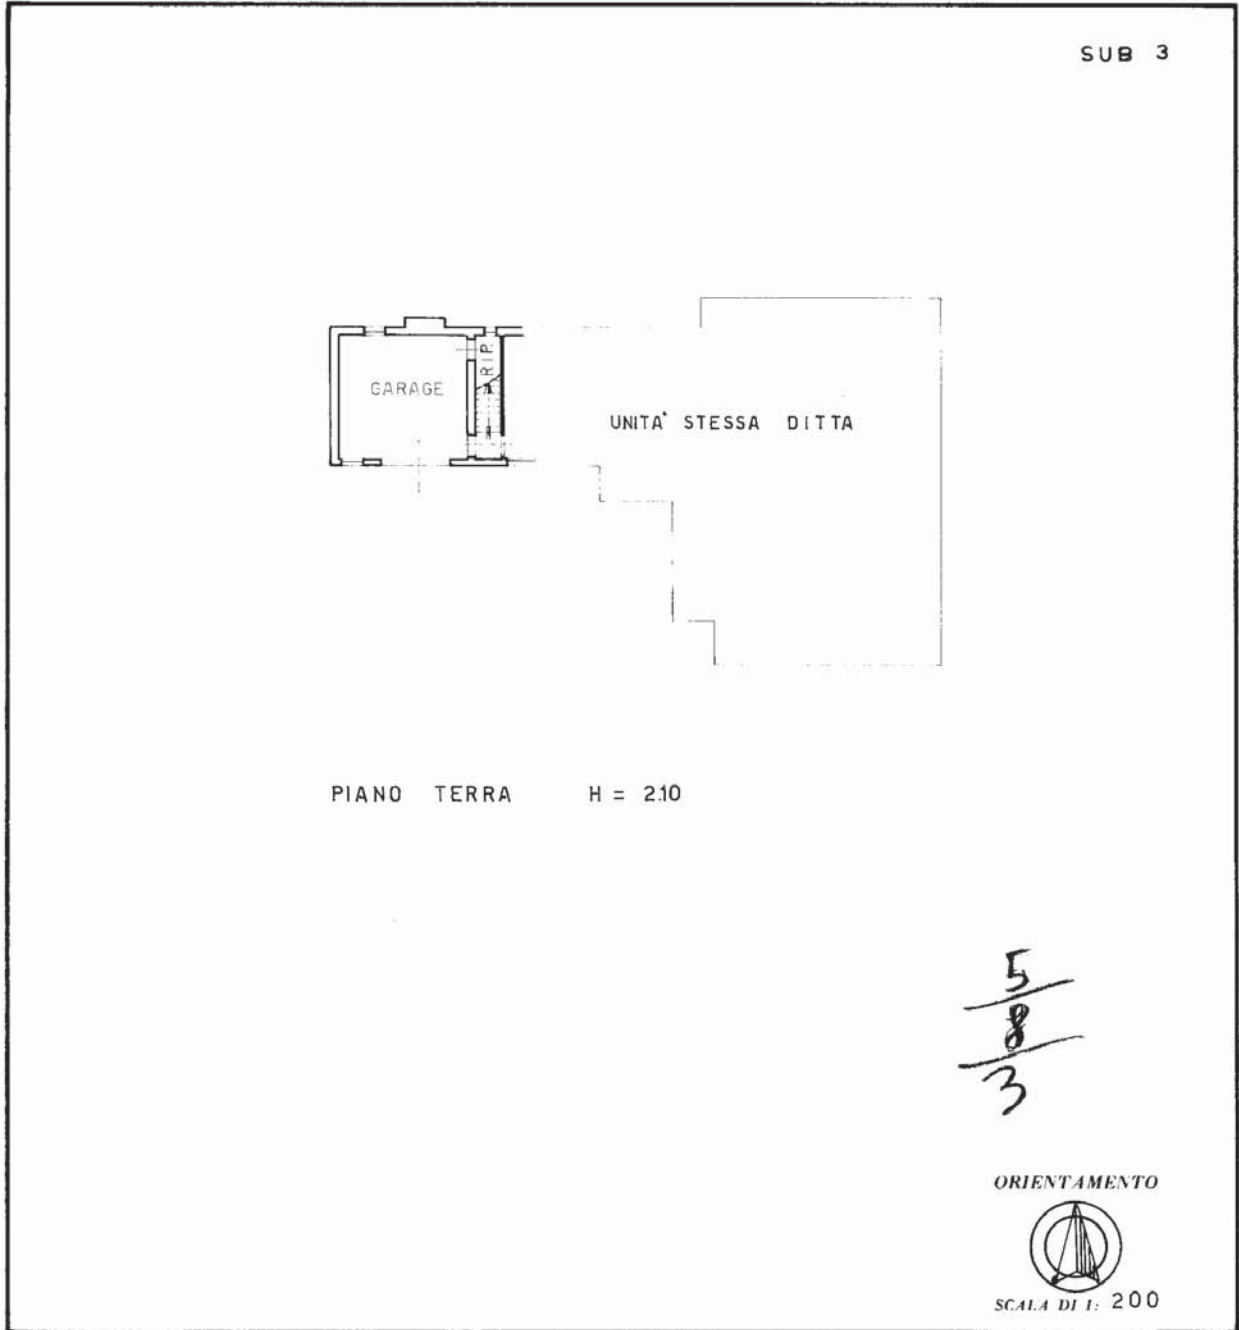 SUB 3
RIP.
GARAGE
UNITA' STESSA DITTA
PIANO TERRA H = 2.10
5
8
3
ORIENTAMENTO
SCALA DI 1: 200